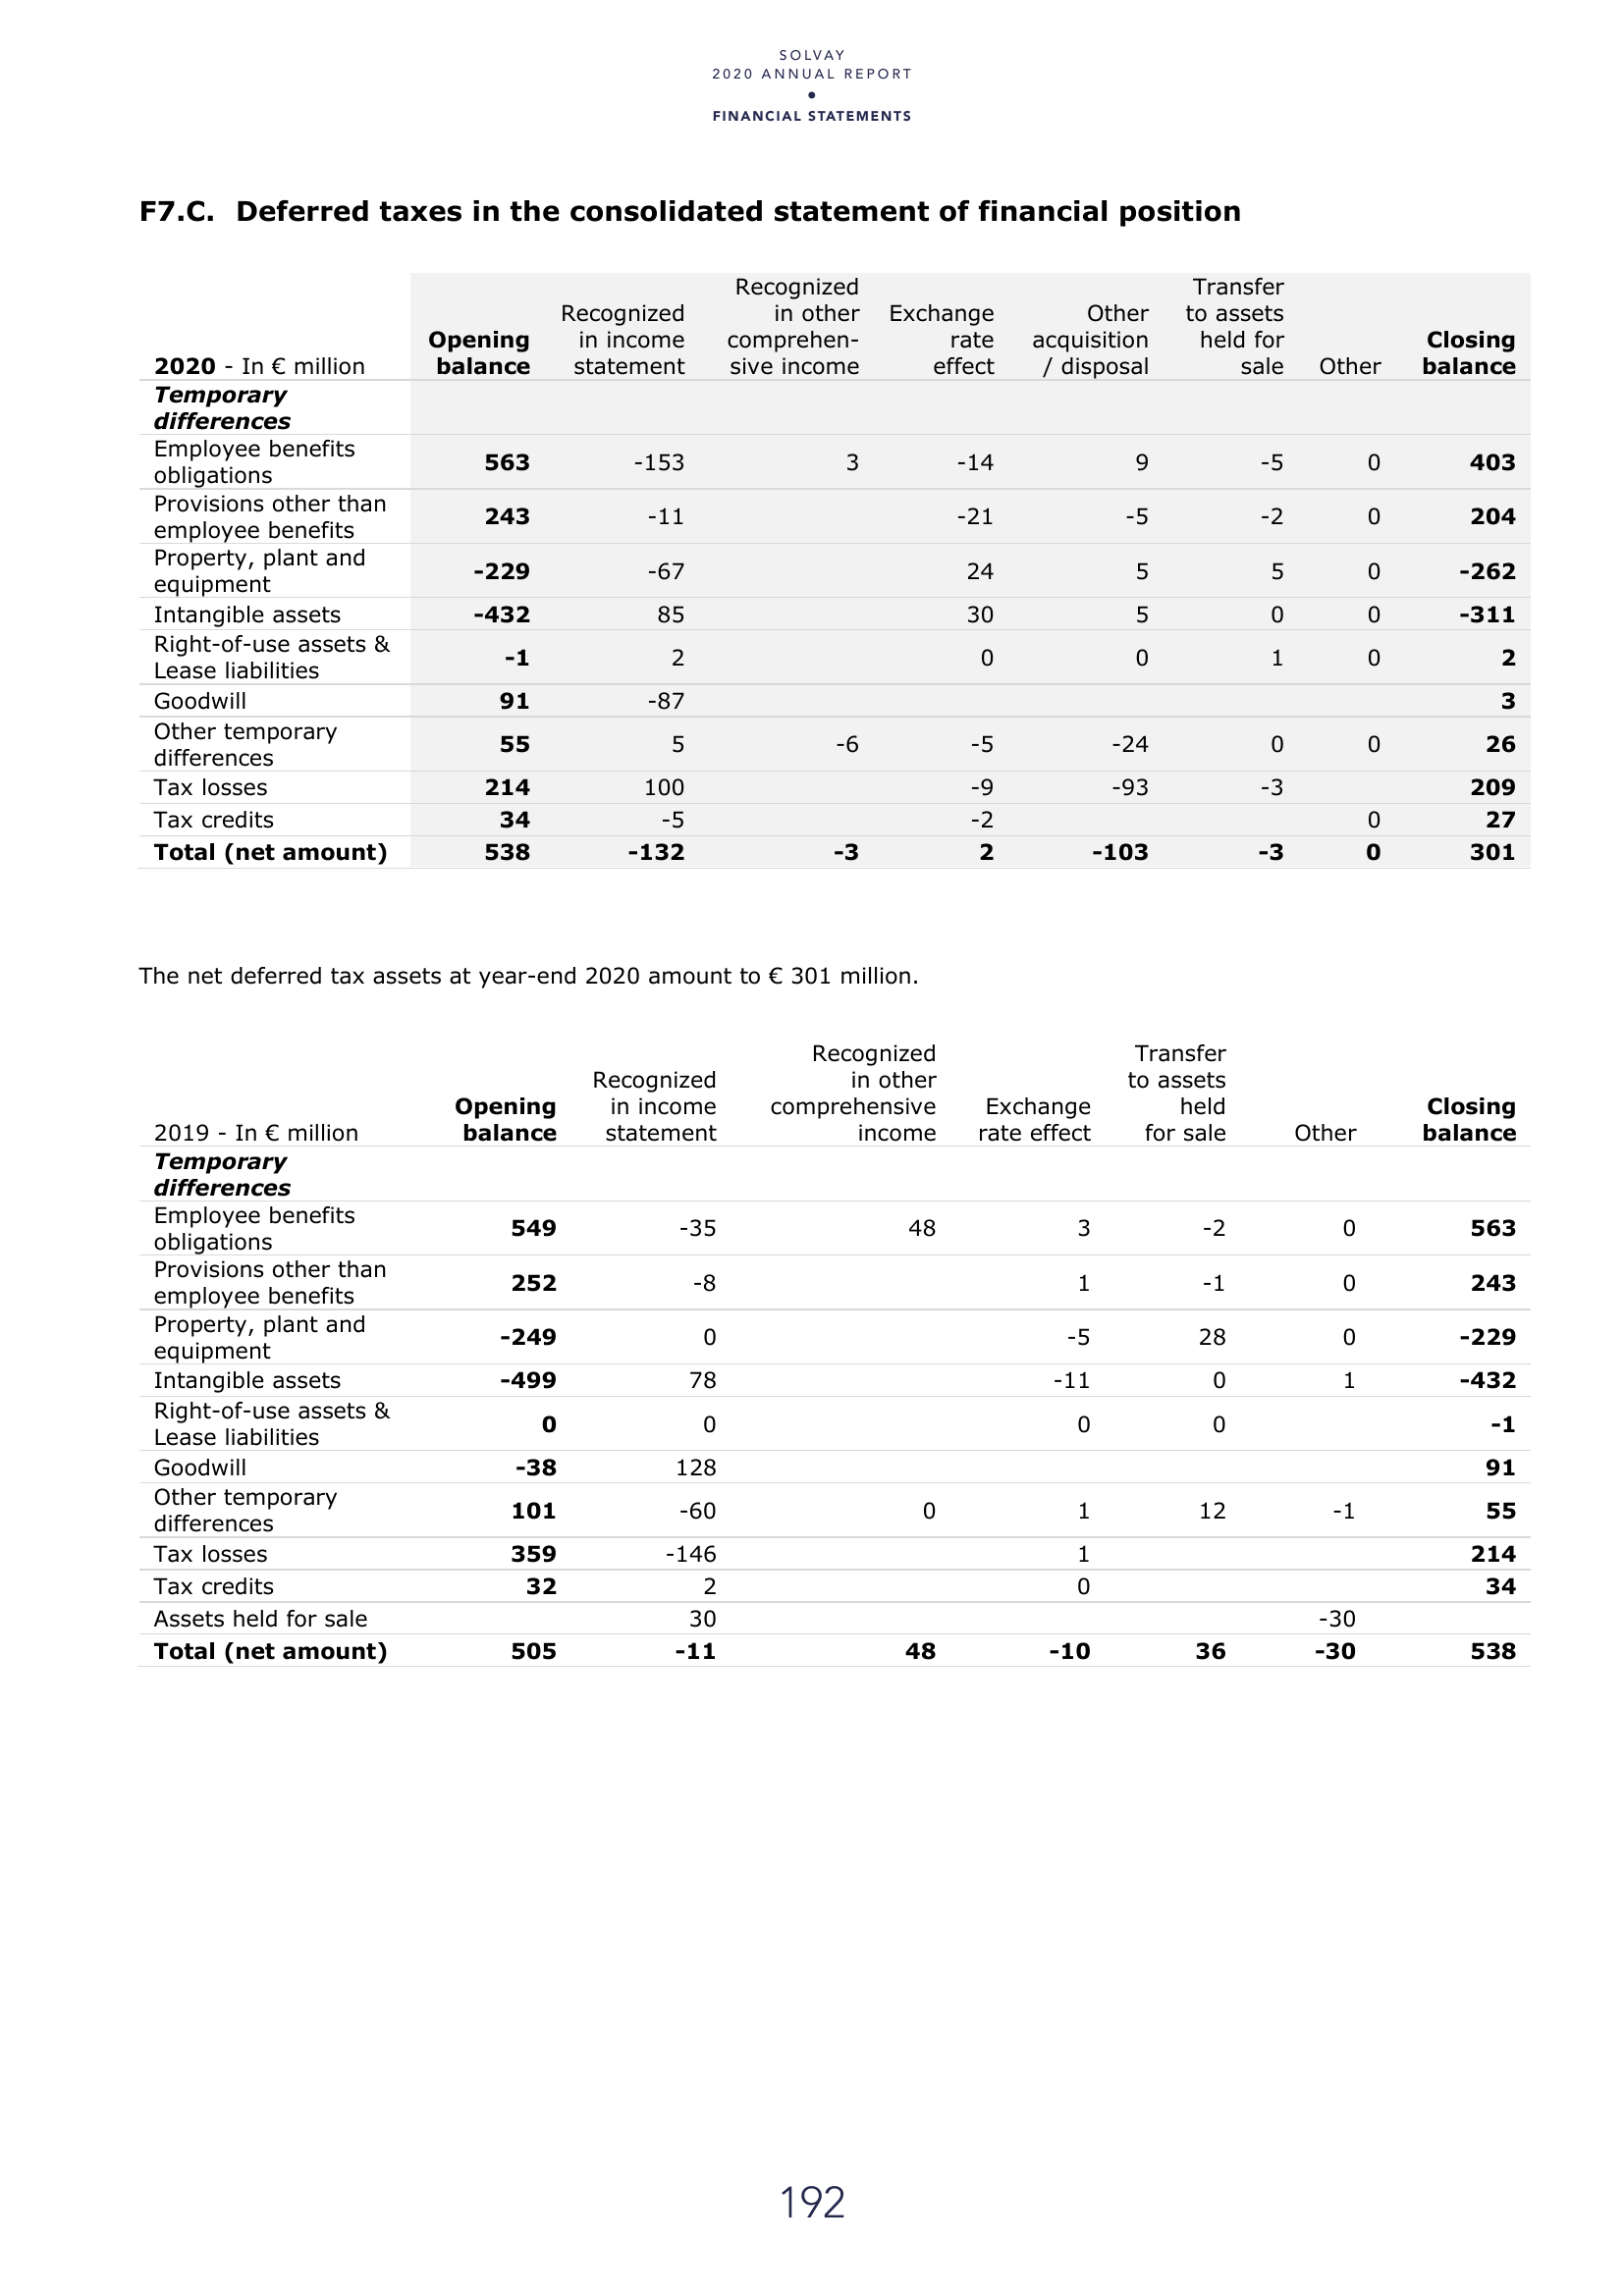 SOLVAY
2020 ANNUAL REPORT
•
FINANCIAL STATEMENTS
F7.C. Deferred taxes in the consolidated statement of financial position
2020 - In € million Opening balance Recognized in income statement Recognized in other comprehen-sive income Exchange rate effect Other acquisition / disposal Transfer to assets held for sale Other Closing balance
Temporary differences
Employee benefits obligations 563 -153 3 -14 9 -5 0 403
Provisions other than employee benefits 243 -11 -21 -5 -2 0 204
Property, plant and equipment -229 -67 24 5 5 0 -262
Intangible assets -432 85 30 5 0 0 -311
Right-of-use assets & Lease liabilities -1 2 0 0 1 0 2
Goodwill 91 -87 3
Other temporary differences 55 5 -6 -5 -24 0 0 26
Tax losses 214 100 -9 -93 -3 209
Tax credits 34 -5 -2 0 27
Total (net amount) 538 -132 -3 2 -103 -3 0 301
The net deferred tax assets at year-end 2020 amount to € 301 million.
2019 - In € million Opening balance Recognized in income statement Recognized in other comprehensive income Exchange rate effect Transfer to assets held for sale Other Closing balance
Temporary differences
Employee benefits obligations 549 -35 48 3 -2 0 563
Provisions other than employee benefits 252 -8 1 -1 0 243
Property, plant and equipment -249 0 -5 28 0 -229
Intangible assets -499 78 -11 0 1 -432
Right-of-use assets & Lease liabilities 0 0 0 0 -1
Goodwill -38 128 91
Other temporary differences 101 -60 0 1 12 -1 55
Tax losses 359 -146 1 214
Tax credits 32 2 0 34
Assets held for sale 30 -30
Total (net amount) 505 -11 48 -10 36 -30 538
192